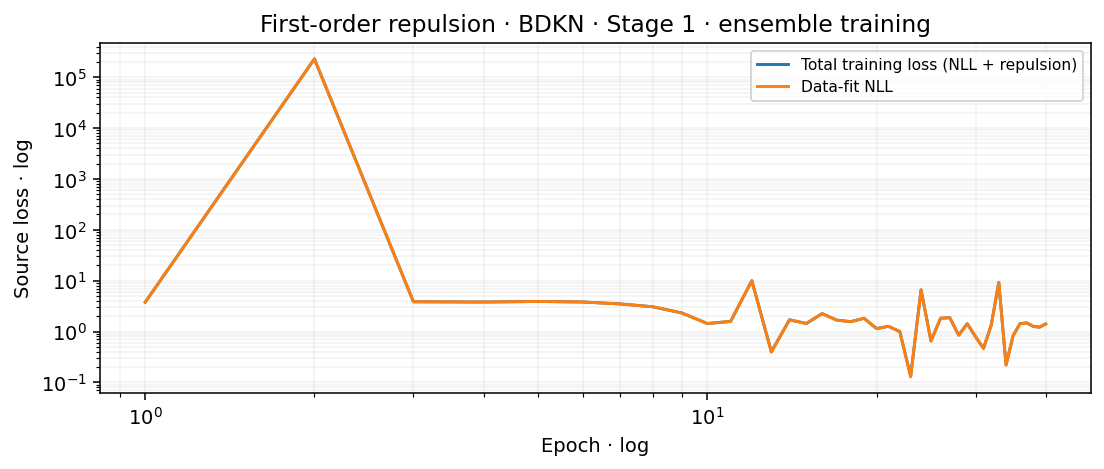 First-order repulsion · BDKN · Stage 1 · ensemble training
Total training loss (NLL + repulsion)
Data-fit NLL
Source loss · log
10⁵
10⁴
10³
10²
10¹
10⁰
10⁻¹
10⁰ 10¹
Epoch · log